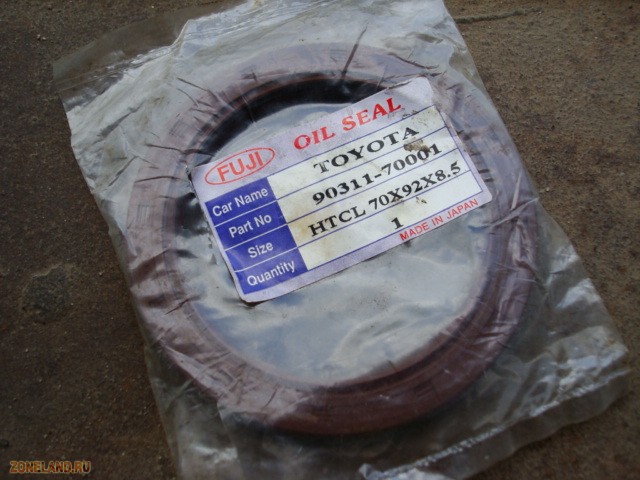 FUJI OIL SEAL
Car Name TOYOTA
Part No 90311-70001
Size HTCL 70X92X8.5
Quantity 1
MADE IN JAPAN
ZOMELAND.RU